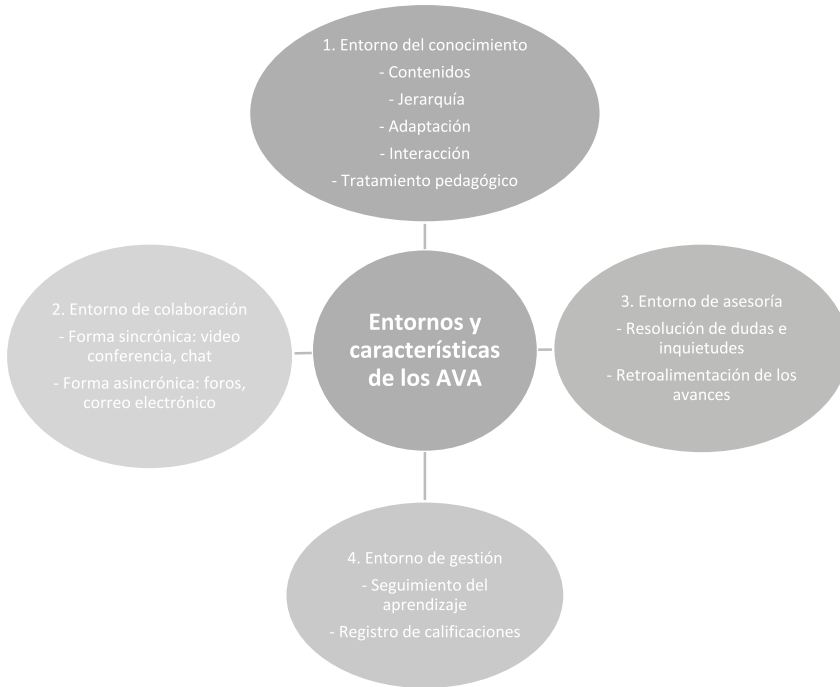 1. Entorno del conocimiento
- Contenidos
- Jerarquía
- Adaptación
- Interacción
- Tratamiento pedagógico
2. Entorno de colaboración
- Forma sincrónica: video
conferencia, chat
- Forma asincrónica: foros,
correo electrónico
Entornos y
características
de los AVA
3. Entorno de asesoría
- Resolución de dudas e
inquietudes
- Retroalimentación de los
avances
4. Entorno de gestión
- Seguimiento del
aprendizaje
- Registro de calificaciones